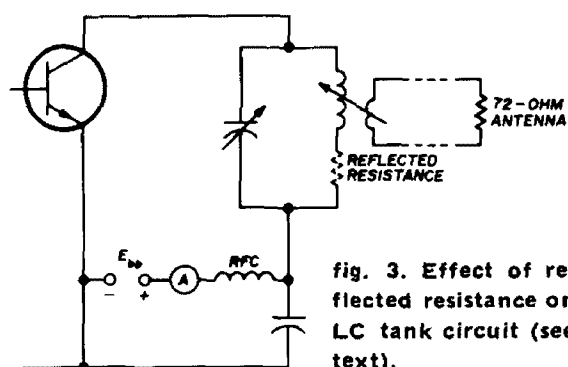 72-OHM
ANTENNA
REFLECTED
RESISTANCE
Ebb
- +
A
RFC
fig. 3. Effect of re-
flected resistance on
LC tank circuit (see
text).